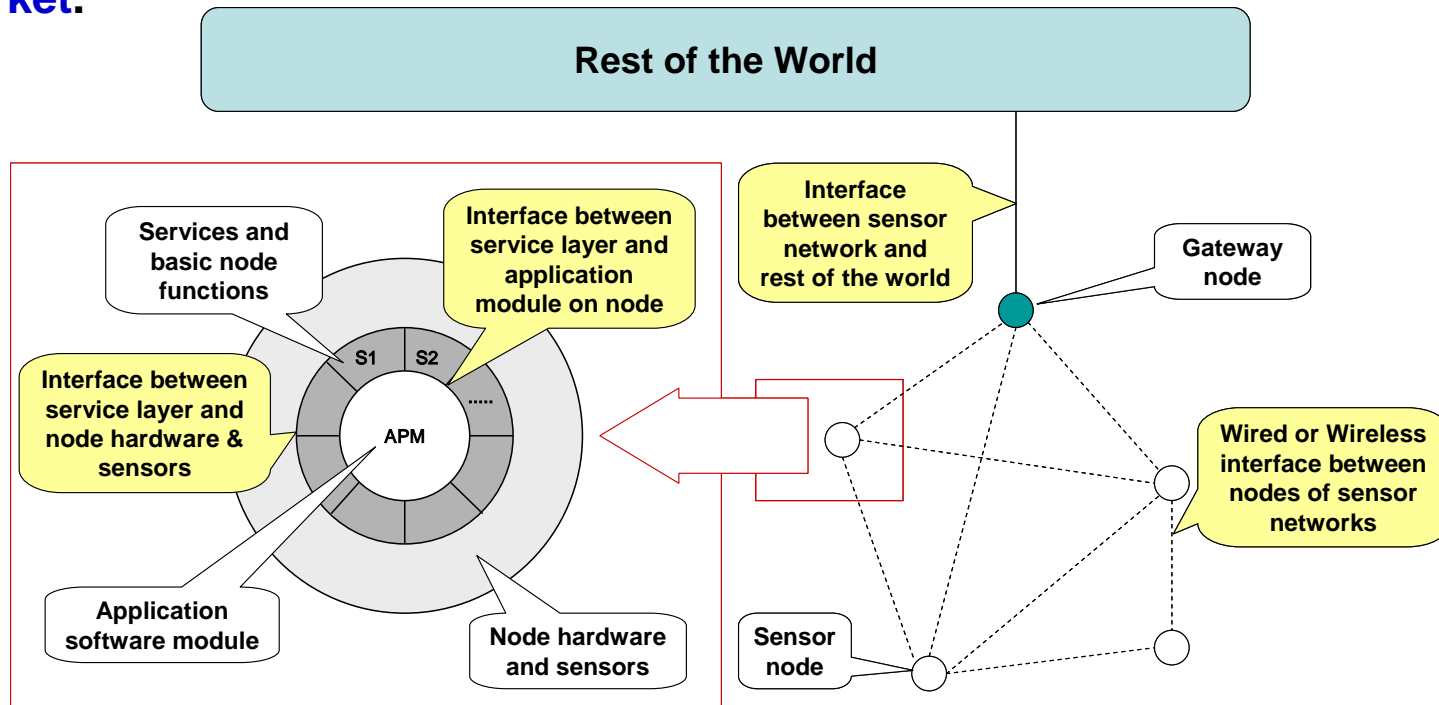 ket.
Rest of the World
Services and
basic node
functions
Interface between
service layer and
application
module on node
Interface
between sensor
network and
rest of the world
Gateway
node
S1
S2
.....
Interface between
service layer and
node hardware &
sensors
APM
Wired or Wireless
interface between
nodes of sensor
networks
Application
software module
Node hardware
and sensors
Sensor
node